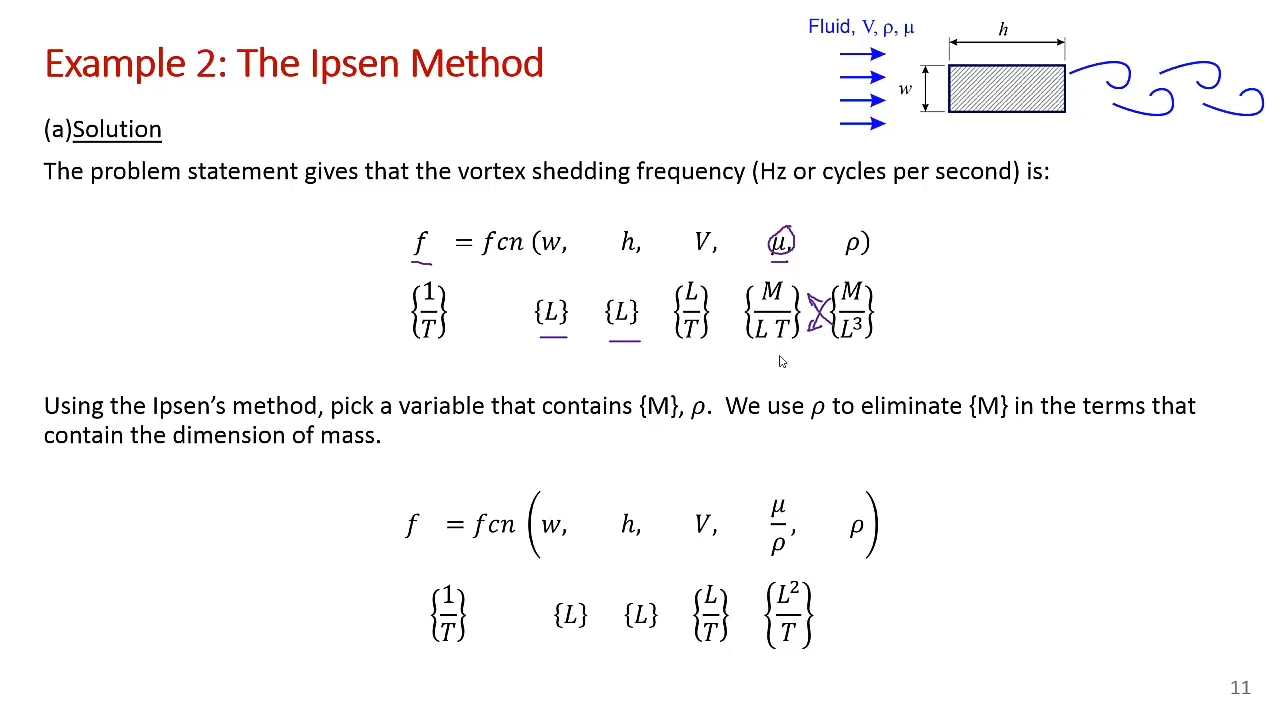 Fluid, V, ρ, μ
h
w
Example 2: The Ipsen Method
(a)Solution
The problem statement gives that the vortex shedding frequency (Hz or cycles per second) is:
f = fcn (w, h, V, μ, ρ)
{1/T} {L} {L} {L/T} {M/L T} {M/L³}
Using the Ipsen’s method, pick a variable that contains {M}, ρ. We use ρ to eliminate {M} in the terms that
contain the dimension of mass.
f = fcn (w, h, V, μ/ρ, ρ)
{1/T} {L} {L} {L/T} {L²/T}
11